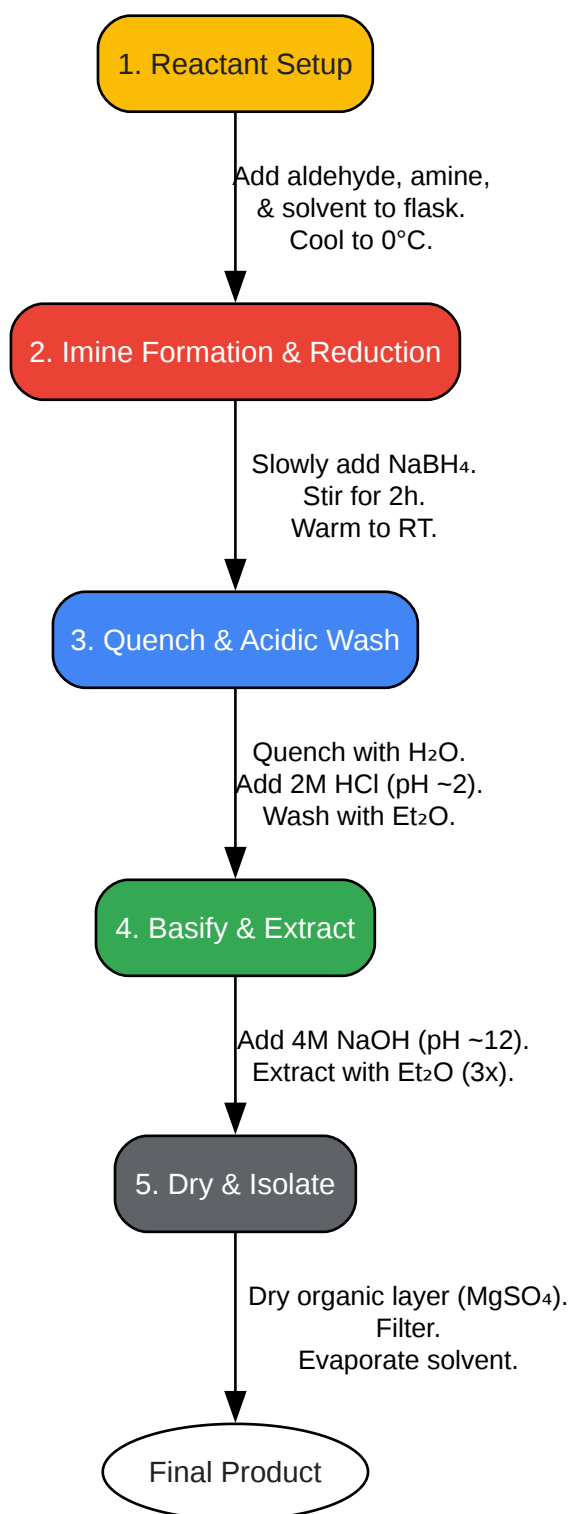 1. Reactant Setup
Add aldehyde, amine,
& solvent to flask.
Cool to 0°C.
2. Imine Formation & Reduction
Slowly add NaBH₄.
Stir for 2h.
Warm to RT.
3. Quench & Acidic Wash
Quench with H₂O.
Add 2M HCl (pH ~2).
Wash with Et₂O.
4. Basify & Extract
Add 4M NaOH (pH ~12).
Extract with Et₂O (3x).
5. Dry & Isolate
Dry organic layer (MgSO₄).
Filter.
Evaporate solvent.
Final Product